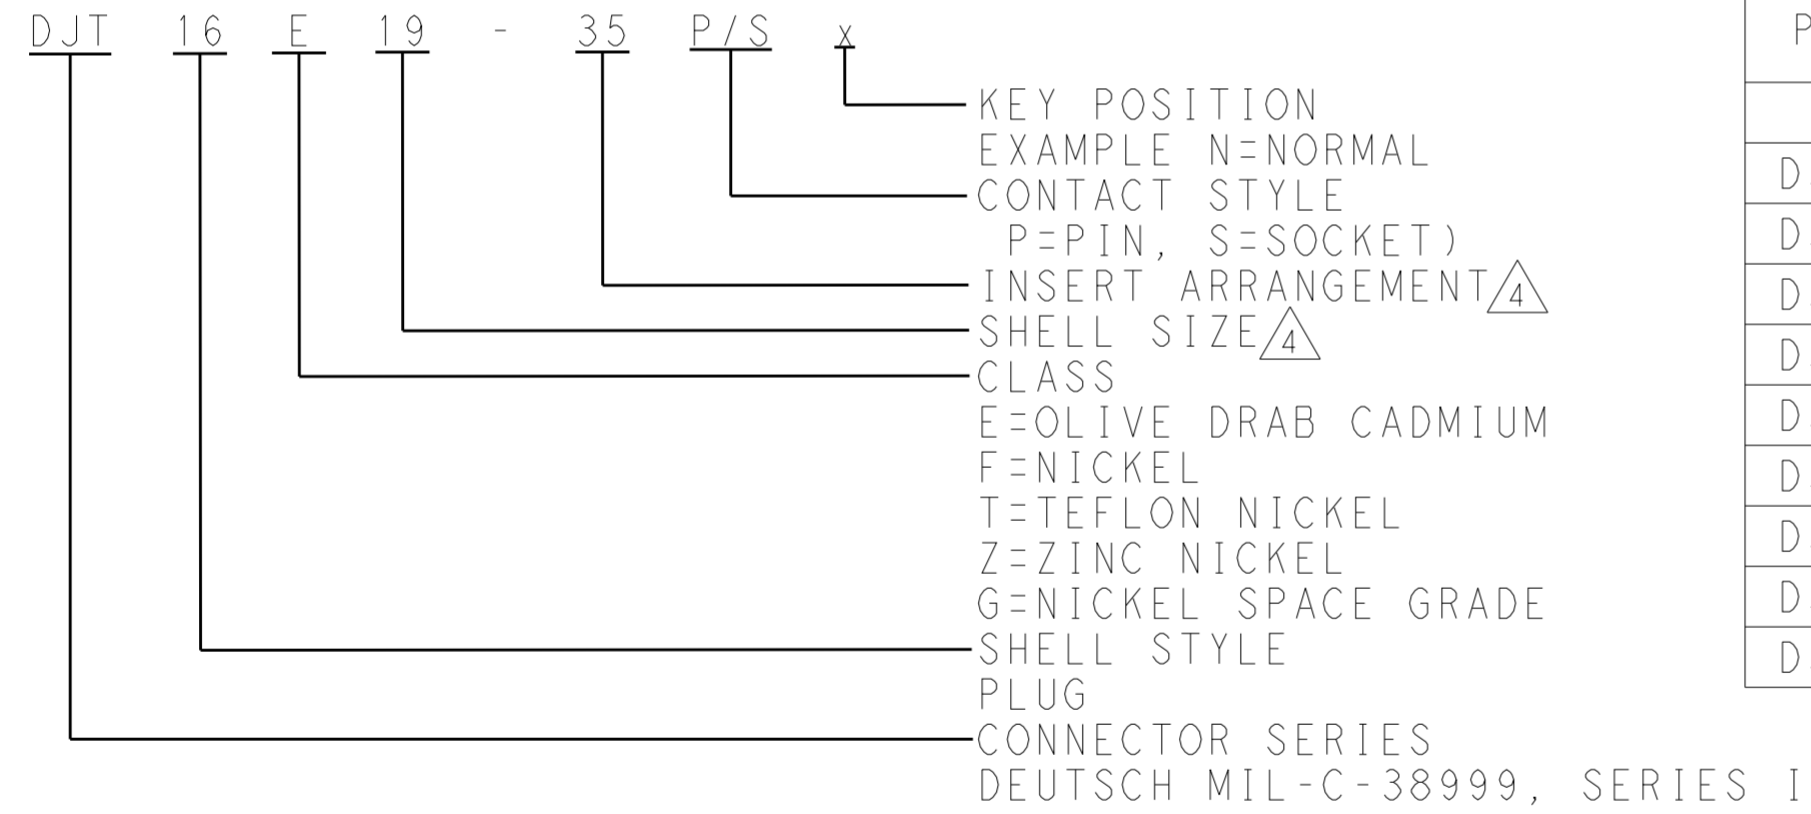 DJT 16 E 19 - 35 P/S x
KEY POSITION
EXAMPLE N=NORMAL
CONTACT STYLE
P=PIN, S=SOCKET)
INSERT ARRANGEMENT 4
SHELL SIZE 4
CLASS
E=OLIVE DRAB CADMIUM
F=NICKEL
T=TEFLON NICKEL
Z=ZINC NICKEL
G=NICKEL SPACE GRADE
SHELL STYLE
PLUG
CONNECTOR SERIES
DEUTSCH MIL-C-38999, SERIES I
P
D
D
D
D
D
D
D
D
D